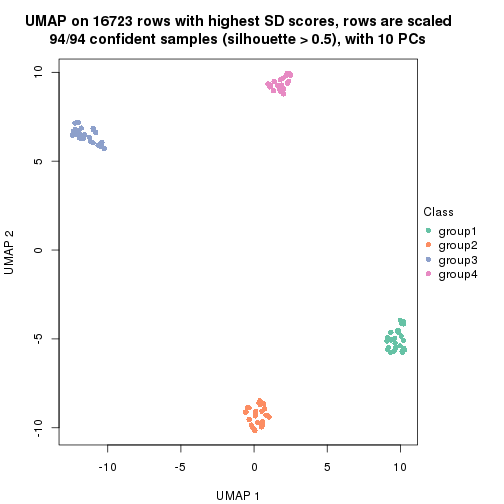 UMAP on 16723 rows with highest SD scores, rows are scaled
94/94 confident samples (silhouette > 0.5), with 10 PCs
10
5
0
-5
-10
UMAP 2
-10
-5
0
5
10
UMAP 1
Class
group1
group2
group3
group4